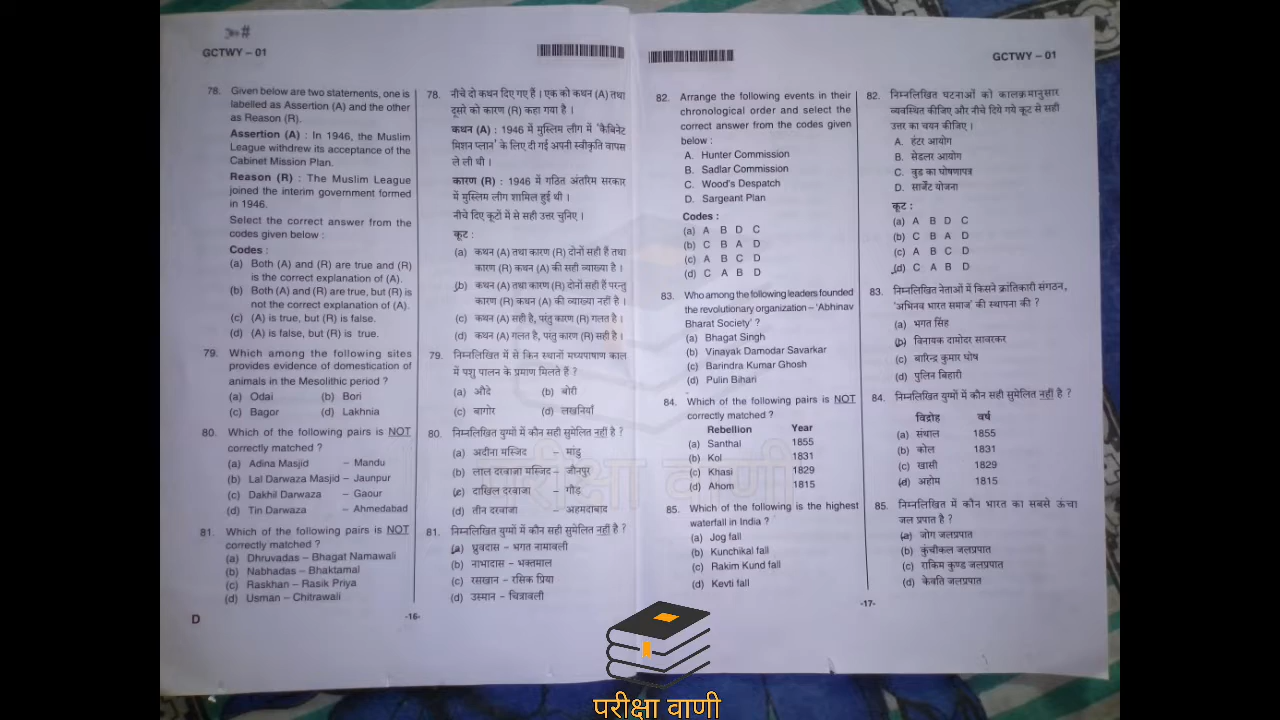 GCTWY – 01
78. Given below are two statements, one is
labelled as Assertion (A) and the other
as Reason (R).
Assertion (A) : In 1946, the Muslim
League withdrew its acceptance of the
Cabinet Mission Plan.
Reason (R) : The Muslim League
joined the interim government formed
in 1946.
Select the correct answer from the
codes given below :
Codes :
(a) Both (A) and (R) are true and (R)
is the correct explanation of (A).
(b) Both (A) and (R) are true, but (R) is
not the correct explanation of (A).
(c) (A) is true, but (R) is false.
(d) (A) is false, but (R) is true.
79. Which among the following sites
provides evidence of domestication of
animals in the Mesolithic period ?
(a) Odai (b) Bori
(c) Bagor (d) Lakhnia
80. Which of the following pairs is NOT
correctly matched ?
(a) Adina Masjid – Mandu
(b) Lal Darwaza Masjid – Jaunpur
(c) Dakhil Darwaza – Gaour
(d) Tin Darwaza – Ahmedabad
81. Which of the following pairs is NOT
correctly matched ?
(a) Dhruvadas – Bhagat Namawali
(b) Nabhadas – Bhaktamal
(c) Raskhan – Rasik Priya
(d) Usman – Chitrawali
D
78. नीचे दो कथन दिए गए हैं । एक को कथन (A) तथा
दूसरे को कारण (R) कहा गया है ।
कथन (A) : 1946 में मुस्लिम लीग में 'कैबिनेट
मिशन प्लान' के लिए दी गई अपनी स्वीकृति वापस
ले ली थी ।
कारण (R) : 1946 में गठित अंतरिम सरकार
में मुस्लिम लीग शामिल हुई थी ।
नीचे दिए कूटों में से सही उत्तर चुनिए ।
कूट :
(a) कथन (A) तथा कारण (R) दोनों सही हैं तथा
कारण (R) कथन (A) की सही व्याख्या है ।
(b) कथन (A) तथा कारण (R) दोनों सही हैं परन्तु
कारण (R) कथन (A) की व्याख्या नहीं है ।
(c) कथन (A) सही है, परंतु कारण (R) गलत है ।
(d) कथन (A) गलत है, परंतु कारण (R) सही है ।
79. निम्नलिखित में से किन स्थानों मध्यपाषाण काल
में पशु पालन के प्रमाण मिलते हैं ?
(a) औदे (b) बोरी
(c) बागोर (d) लखनियाँ
80. निम्नलिखित युग्मों में कौन सही सुमेलित नहीं है ?
(a) अदीना मस्जिद – मांडु
(b) लाल दरवाज़ा मस्जिद – जौनपुर
(c) दाखिल दरवाजा – गौड़
(d) तीन दरवाजा – अहमदाबाद
81. निम्नलिखित युग्मों में कौन सही सुमेलित नहीं है ?
(a) ध्रुवदास – भगत नामावली
(b) नाभादास – भक्तमाल
(c) रसखान – रसिक प्रिया
(d) उस्मान – चित्रावली
-16-
GCTWY – 01
82. Arrange the following events in their
chronological order and select the
correct answer from the codes given
below :
A. Hunter Commission
B. Sadlar Commission
C. Wood's Despatch
D. Sargeant Plan
Codes :
(a) A B D C
(b) C B A D
(c) A B C D
(d) C A B D
83. Who among the following leaders founded
the revolutionary organization – 'Abhinav
Bharat Society' ?
(a) Bhagat Singh
(b) Vinayak Damodar Savarkar
(c) Barindra Kumar Ghosh
(d) Pulin Bihari
84. Which of the following pairs is NOT
correctly matched ?
Rebellion Year
(a) Santhal 1855
(b) Kol 1831
(c) Khasi 1829
(d) Ahom 1815
85. Which of the following is the highest
waterfall in India ?
(a) Jog fall
(b) Kunchikal fall
(c) Rakim Kund fall
(d) Kevti fall
82. निम्नलिखित घटनाओं को कालक्रमानुसार
व्यवस्थित कीजिए और नीचे दिये गये कूट से सही
उत्तर का चयन कीजिए ।
A. हंटर आयोग
B. सेडलर आयोग
C. वुड का घोषणापत्र
D. सार्जेंट योजना
कूट :
(a) A B D C
(b) C B A D
(c) A B C D
(d) C A B D
83. निम्नलिखित नेताओं में किसने क्रांतिकारी संगठन,
'अभिनव भारत समाज' की स्थापना की ?
(a) भगत सिंह
(b) विनायक दामोदर सावरकर
(c) बारिन्द्र कुमार घोष
(d) पुलिन बिहारी
84. निम्नलिखित युग्मों में कौन सही सुमेलित नहीं है ?
विद्रोह वर्ष
(a) संथाल 1855
(b) कोल 1831
(c) खासी 1829
(d) अहोम 1815
85. निम्नलिखित में कौन भारत का सबसे ऊंचा
जल प्रपात है ?
(a) जोग जलप्रपात
(b) कुंचीकल जलप्रपात
(c) राकिम कुण्ड जलप्रपात
(d) केवति जलप्रपात
-17-
परीक्षा वाणी
परीक्षा वाणी